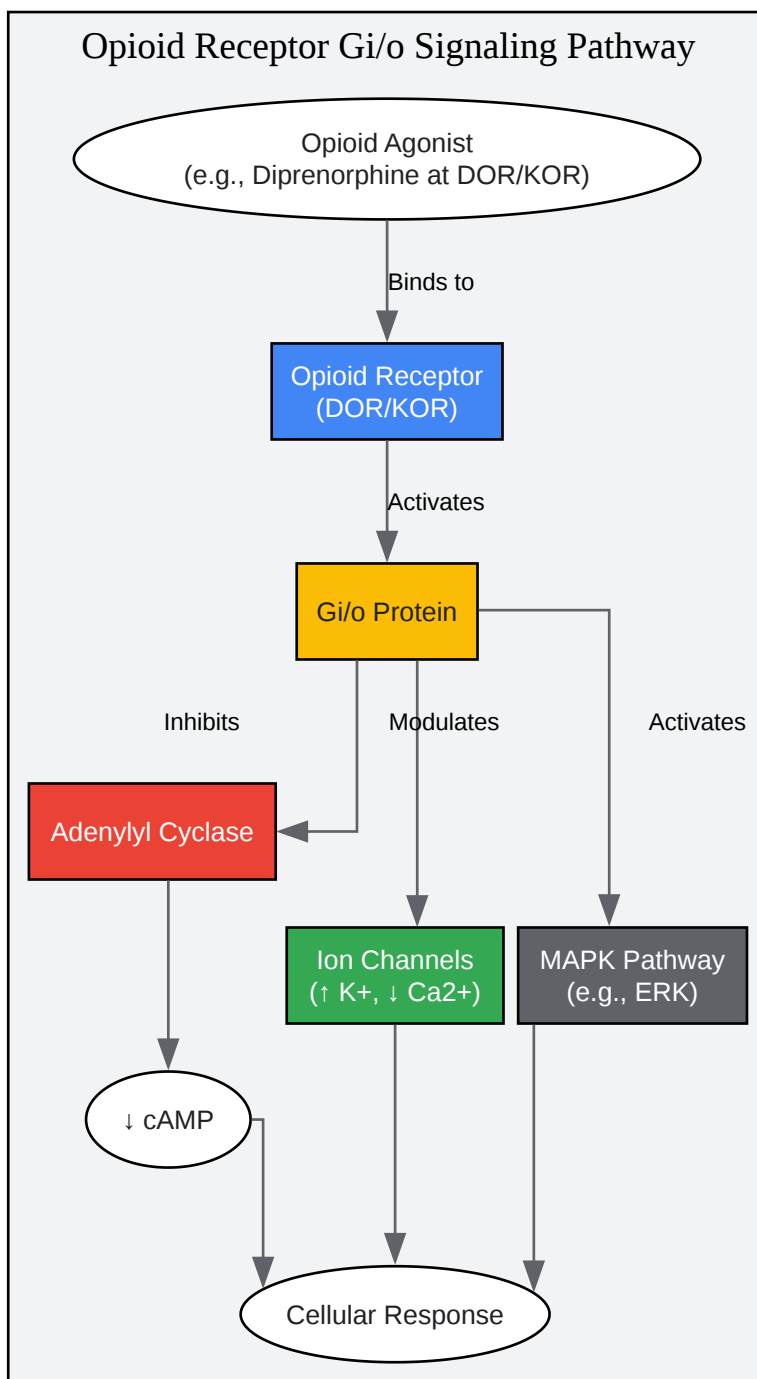 Opioid Receptor Gi/o Signaling Pathway
Opioid Agonist
(e.g., Diprenorphine at DOR/KOR)
Binds to
Opioid Receptor
(DOR/KOR)
Activates
Gi/o Protein
Inhibits
Modulates
Activates
Adenylyl Cyclase
Ion Channels
(↑ K+, ↓ Ca2+)
MAPK Pathway
(e.g., ERK)
↓ cAMP
Cellular Response